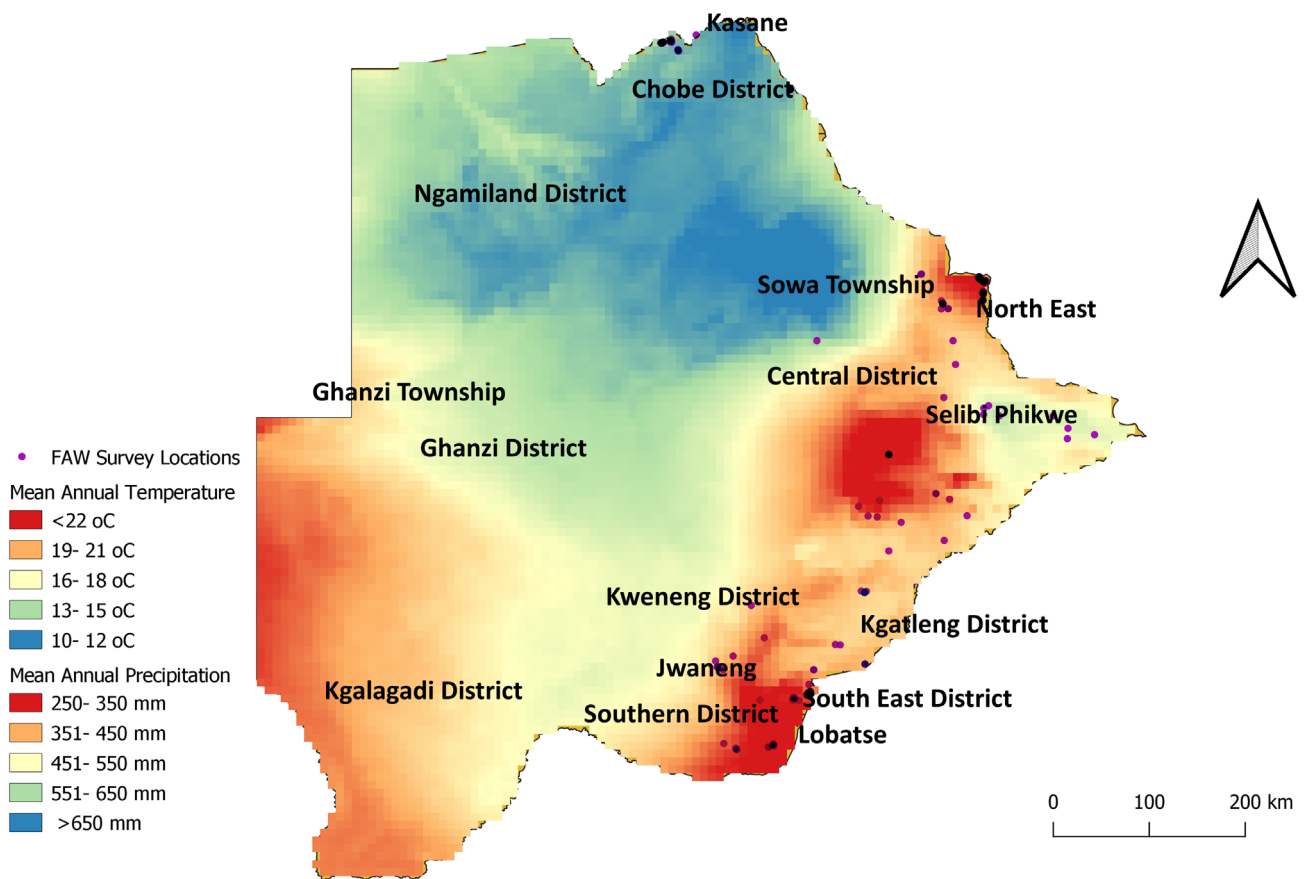 Kasane
Chobe District
Ngamiland District
Sowa Township
North East
Central District
Ghanzi Township
Selibi Phikwe
Ghanzi District
FAW Survey Locations
Mean Annual Temperature
<22 oC
19- 21 oC
16- 18 oC
13- 15 oC
10- 12 oC
Mean Annual Precipitation
250- 350 mm
351- 450 mm
451- 550 mm
551- 650 mm
>650 mm
Kweneng District
Kgatleng District
Jwaneng
Kgalagadi District
South East District
Southern District
Lobatse
0 100 200 km